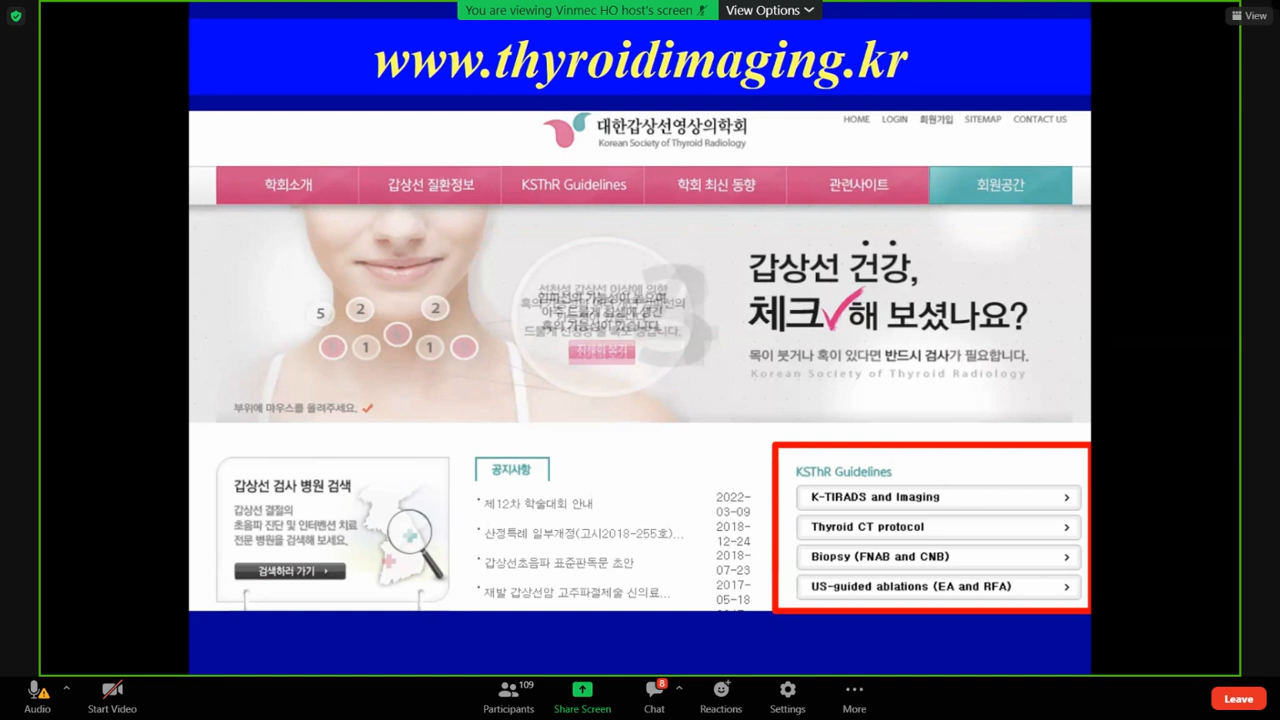 You are viewing Vinmec HO host's screen
View Options
View
www.thyroidimaging.kr
대한갑상선영상의학회
Korean Society of Thyroid Radiology
HOME LOGIN 회원가입 SITEMAP CONTACT US
학회소개 갑상선 질환정보 KSThR Guidelines 학회 최신 동향 관련사이트 회원공간
갑상선 건강,
체크해 보셨나요?
목이 붓거나 혹이 있다면 반드시 검사가 필요합니다.
Korean Society of Thyroid Radiology
5 2 2
1 1
3
자세히 보기
부위에 마우스를 올려주세요.
갑상선 검사 병원 검색
갑상선 결절의
초음파 진단 및 인터벤션 치료
전문 병원을 검색해 보세요.
검색하러 가기
공지사항
제12차 학술대회 안내 2022-03-09
산정특례 일부개정(고시2018-255호)... 2018-12-24
갑상선초음파 표준판독문 초안 2018-07-23
재발 갑상선암 고주파절제술 신의료... 2017-05-18
KSThR Guidelines
K-TIRADS and Imaging
Thyroid CT protocol
Biopsy (FNAB and CNB)
US-guided ablations (EA and RFA)
Audio
Start Video
Participants 109
Share Screen
Chat 8
Reactions
Settings
More
Leave